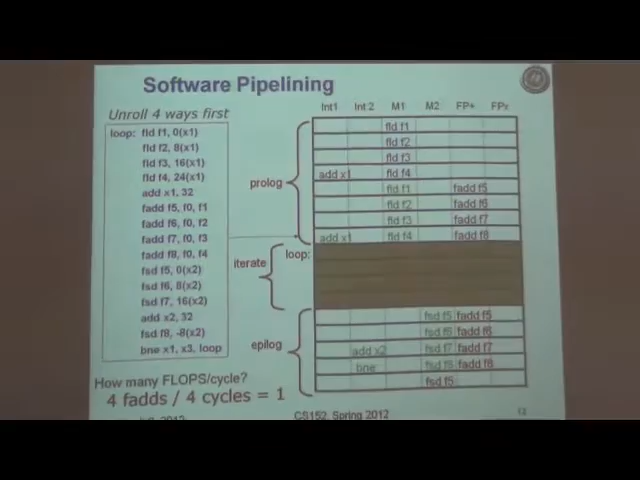 Software Pipelining
Unroll 4 ways first
loop: fld f1, 0(x1)
fld f2, 8(x1)
fld f3, 16(x1)
fld f4, 24(x1)
add x1, 32
fadd f5, f0, f1
fadd f6, f0, f2
fadd f7, f0, f3
fadd f8, f0, f4
fsd f5, 0(x2)
fsd f6, 8(x2)
fsd f7, 16(x2)
add x2, 32
fsd f8, -8(x2)
bne x1, x3, loop
How many FLOPS/cycle?
4 fadds / 4 cycles = 1
prolog
iterate
loop:
epilog
Int1 Int 2 M1 M2 FP+ FPx
fld f1
fld f2
fld f3
add x1 fld f4
fld f1 fadd f5
fld f2 fadd f6
fld f3 fadd f7
add x1 fld f4 fadd f8
fsd f5 fadd f5
fsd f6 fadd f6
add x2 fsd f7 fadd f7
bne fsd f8 fadd f8
fsd f5
CS152, Spring 2012
13